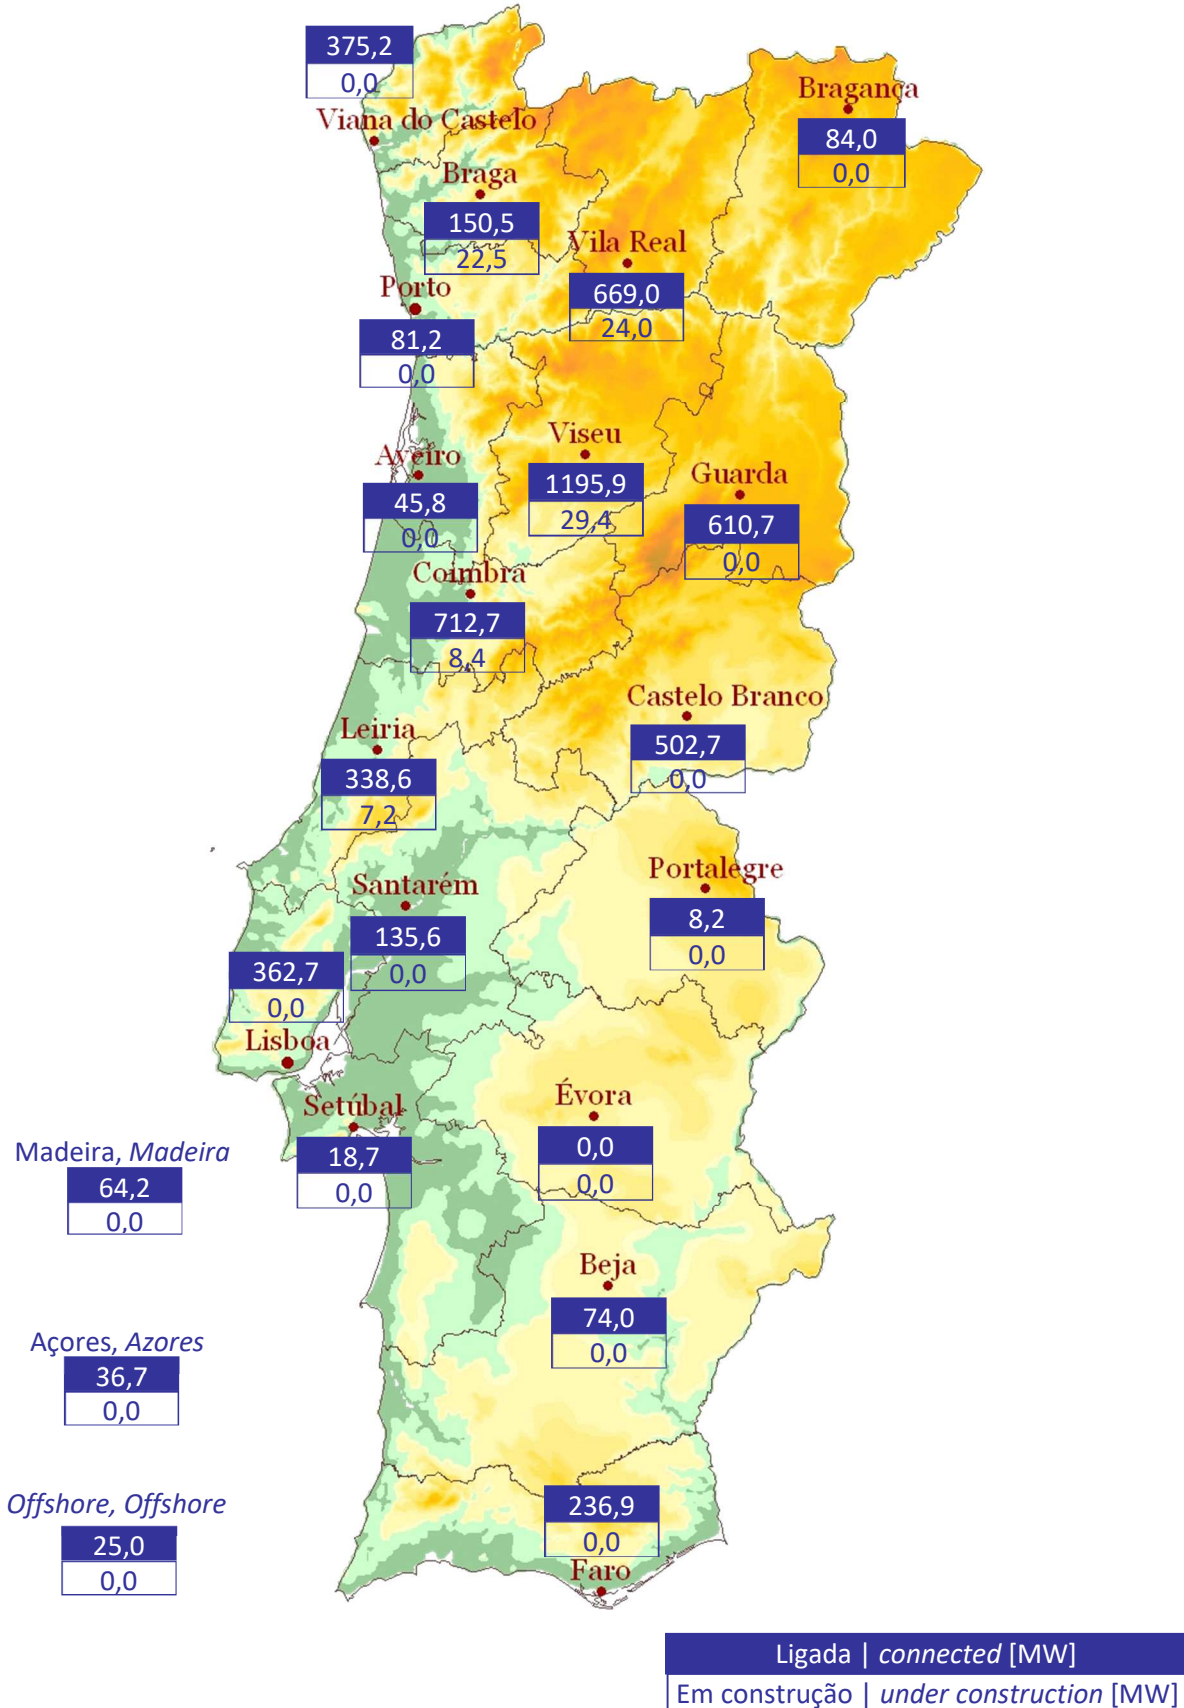 375,2
0,0
Viana do Castelo
Bragança
84,0
0,0
Braga
150,5
22,5
Vila Real
669,0
24,0
Porto
81,2
0,0
Viseu
1195,9
29,4
Aveiro
45,8
0,0
Guarda
610,7
0,0
Coimbra
712,7
8,4
Castelo Branco
502,7
0,0
Leiria
338,6
7,2
Portalegre
8,2
0,0
Santarém
135,6
0,0
362,7
0,0
Lisboa
Évora
0,0
0,0
Setúbal
18,7
0,0
Madeira, Madeira
64,2
0,0
Beja
74,0
0,0
Açores, Azores
36,7
0,0
Offshore, Offshore
25,0
0,0
236,9
0,0
Faro
Ligada | connected [MW]
Em construção | under construction [MW]